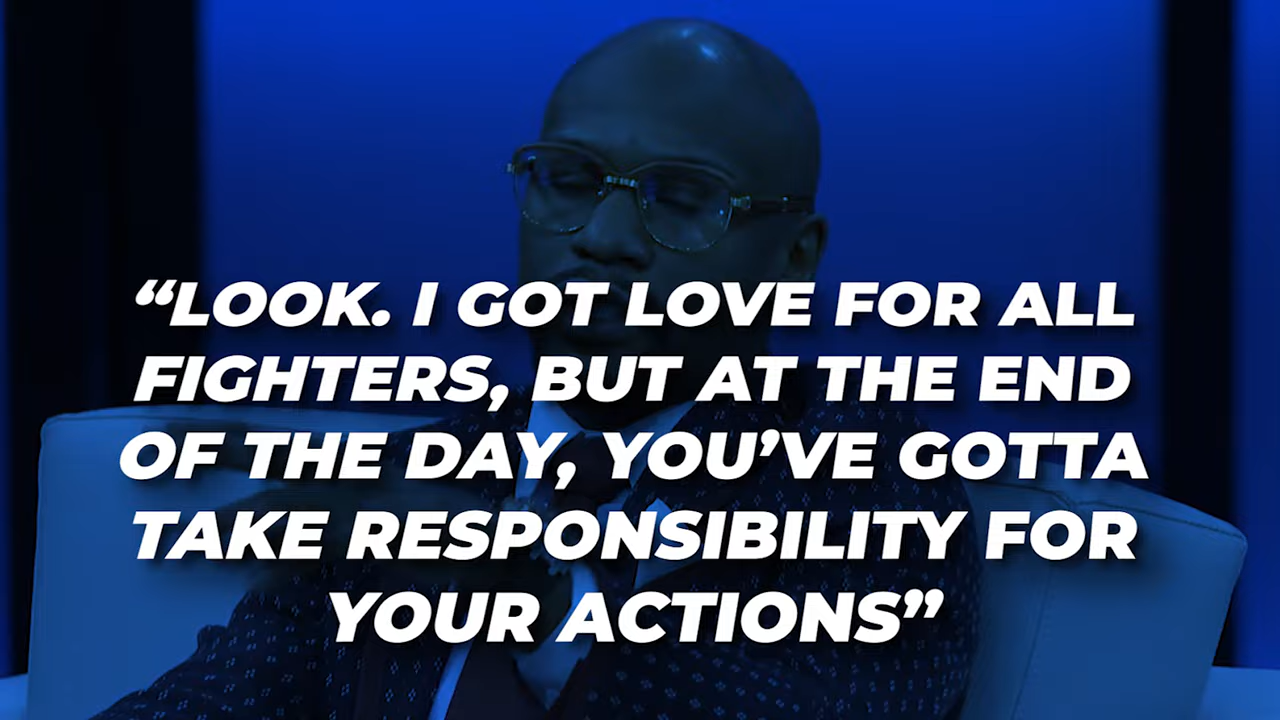 “LOOK. I GOT LOVE FOR ALL
FIGHTERS, BUT AT THE END
OF THE DAY, YOU’VE GOTTA
TAKE RESPONSIBILITY FOR
YOUR ACTIONS”